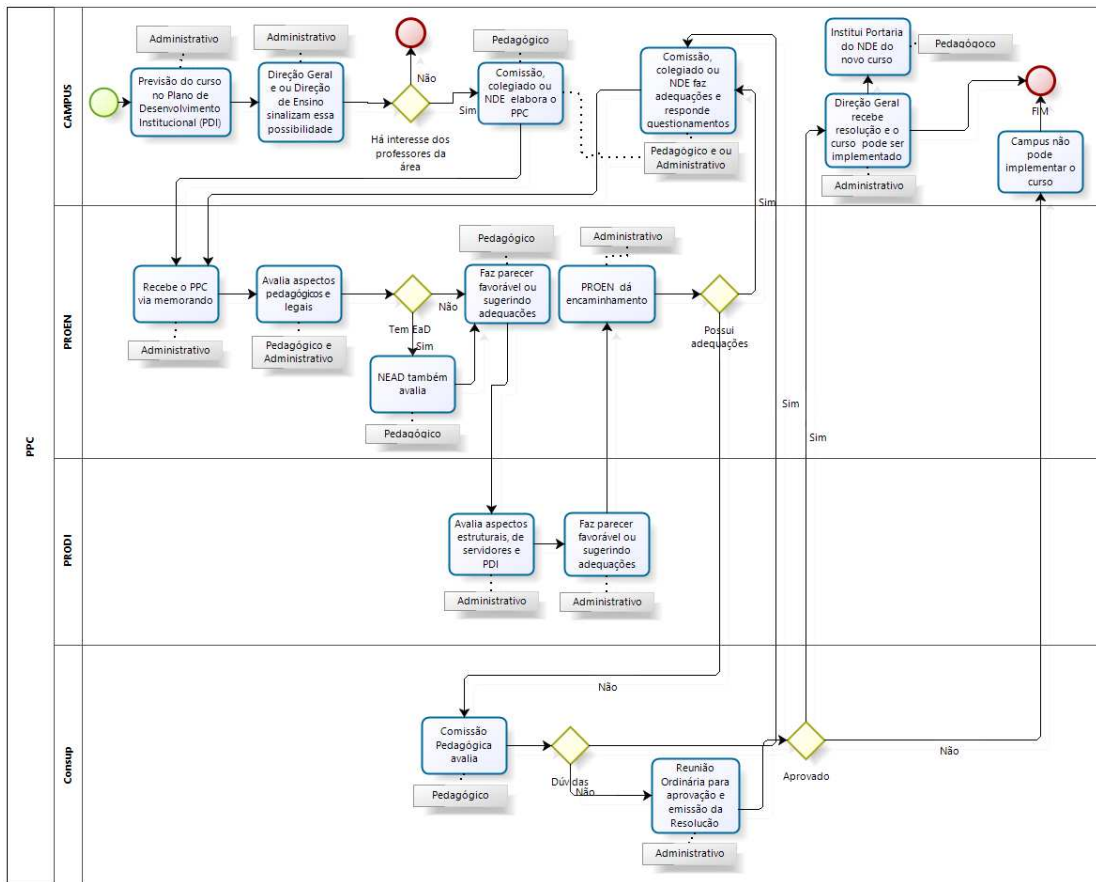 PPC
CAMPUS
Administrativo
Previsão do curso
no Plano de
Desenvolvimento
Institucional (PDI)
Administrativo
Direção Geral
e ou Direção
de Ensino
sinalizam essa
possibilidade
Não
Sim
Há interesse dos
professores da
área
Pedagógico
Comissão,
colegiado ou
NDE elabora o
PPC
Comissão,
colegiado ou
NDE faz
adequações e
responde
questionamentos
Pedagógico e ou
Administrativo
Institui Portaria
do NDE do
novo curso
Pedagógoco
Direção Geral
recebe
resolução e o
curso pode ser
implementado
Administrativo
FIM
Campus não
pode
implementar o
curso
PROEN
Recebe o PPC
via memorando
Administrativo
Avalia aspectos
pedagógicos e
legais
Pedagógico e
Administrativo
Tem EaD
Não
Sim
NEAD também
avalia
Pedagógico
Pedagógico
Faz parecer
favorável ou
sugerindo
adequações
Administrativo
PROEN dá
encaminhamento
Possui
adequações
Sim
Sim
Sim
PRODI
Avalia aspectos
estruturais, de
servidores e
PDI
Administrativo
Faz parecer
favorável ou
sugerindo
adequações
Administrativo
Consup
Não
Comissão
Pedagógica
avalia
Pedagógico
Dúvidas
Não
Reunião
Ordinária para
aprovação e
emissão da
Resolução
Administrativo
Aprovado
Não